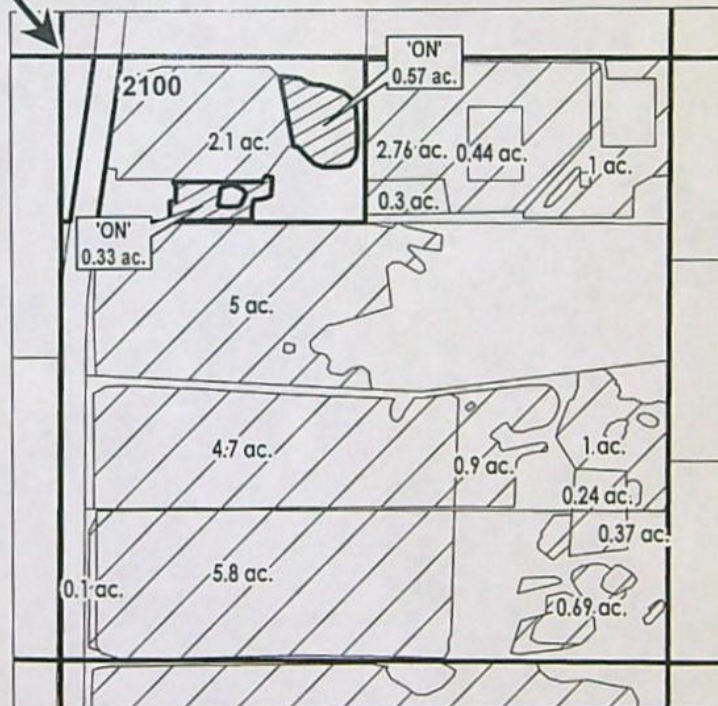 'ON'
0.57 ac.
2100
2.1 ac.
2.76 ac.
0.44 ac.
1 ac.
0.3 ac.
'ON'
0.33 ac.
5 ac.
4.7 ac.
0.9 ac.
1 ac.
0.24 ac.
0.37 ac.
5.8 ac.
0.1 ac.
0.69 ac.